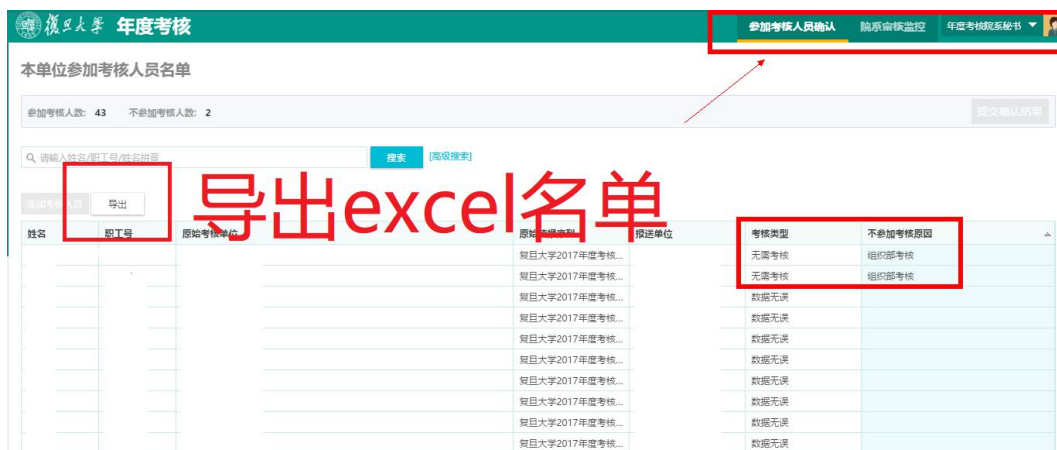 復旦大學 年度考核 参加考核人员确认 院系审核监控 年度考核院系秘书
本单位参加考核人员名单
参加考核人数: 43 不参加考核人数: 2 提交确认结果
请输入姓名/职工号/姓名拼音 搜索 [高级搜索]
导出excel名单
添加考核人员 导出
姓名 职工号 原始考核单位 报送单位 考核类型 不参加考核原因
复旦大学2017年度考核... 无需考核 组织部考核
复旦大学2017年度考核... 无需考核 组织部考核
复旦大学2017年度考核... 数据无误
复旦大学2017年度考核... 数据无误
复旦大学2017年度考核... 数据无误
复旦大学2017年度考核... 数据无误
复旦大学2017年度考核... 数据无误
复旦大学2017年度考核... 数据无误
复旦大学2017年度考核... 数据无误
复旦大学2017年度考核... 数据无误